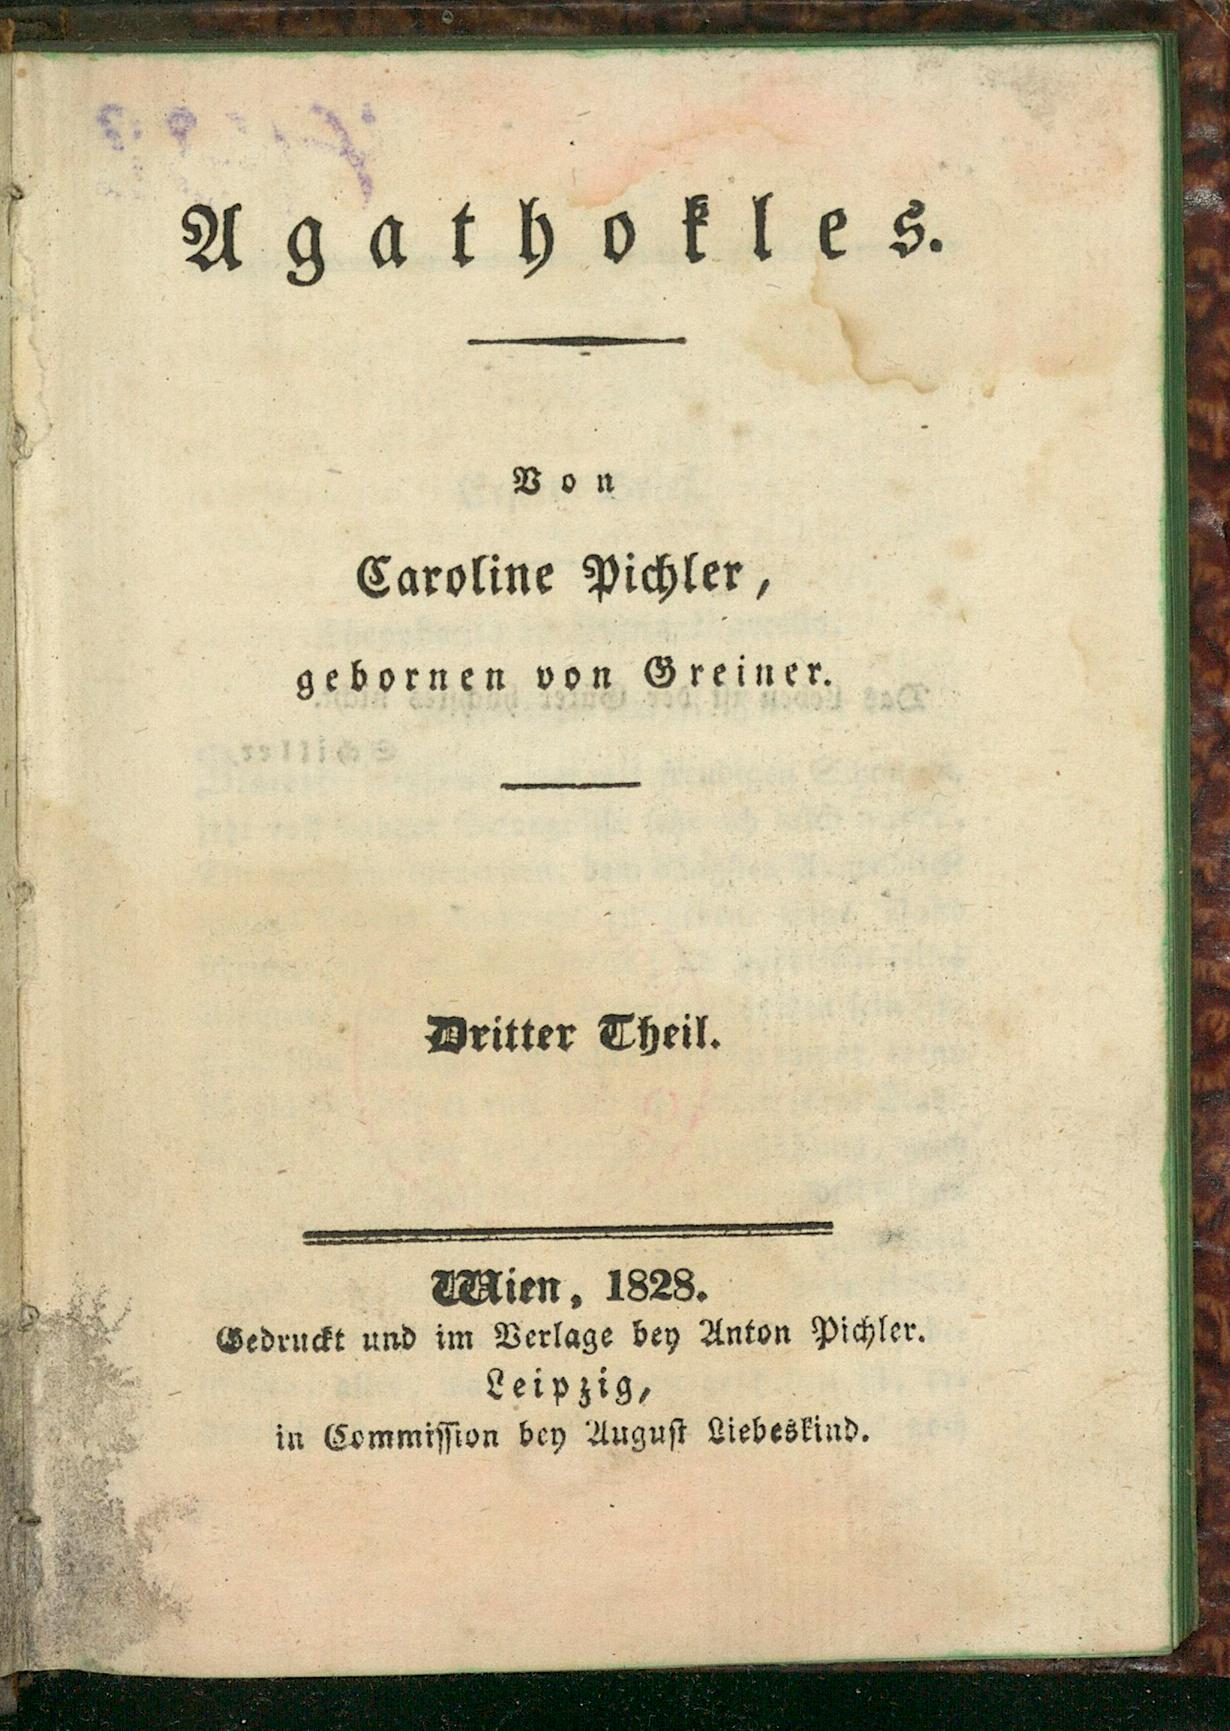 Agathokles.
Von
Caroline Pichler,
gebornen von Greiner.
Dritter Theil.
Wien, 1828.
Gedruckt und im Verlage bey Anton Pichler.
Leipzig,
in Commiſſion bey Auguſt Liebeskind.